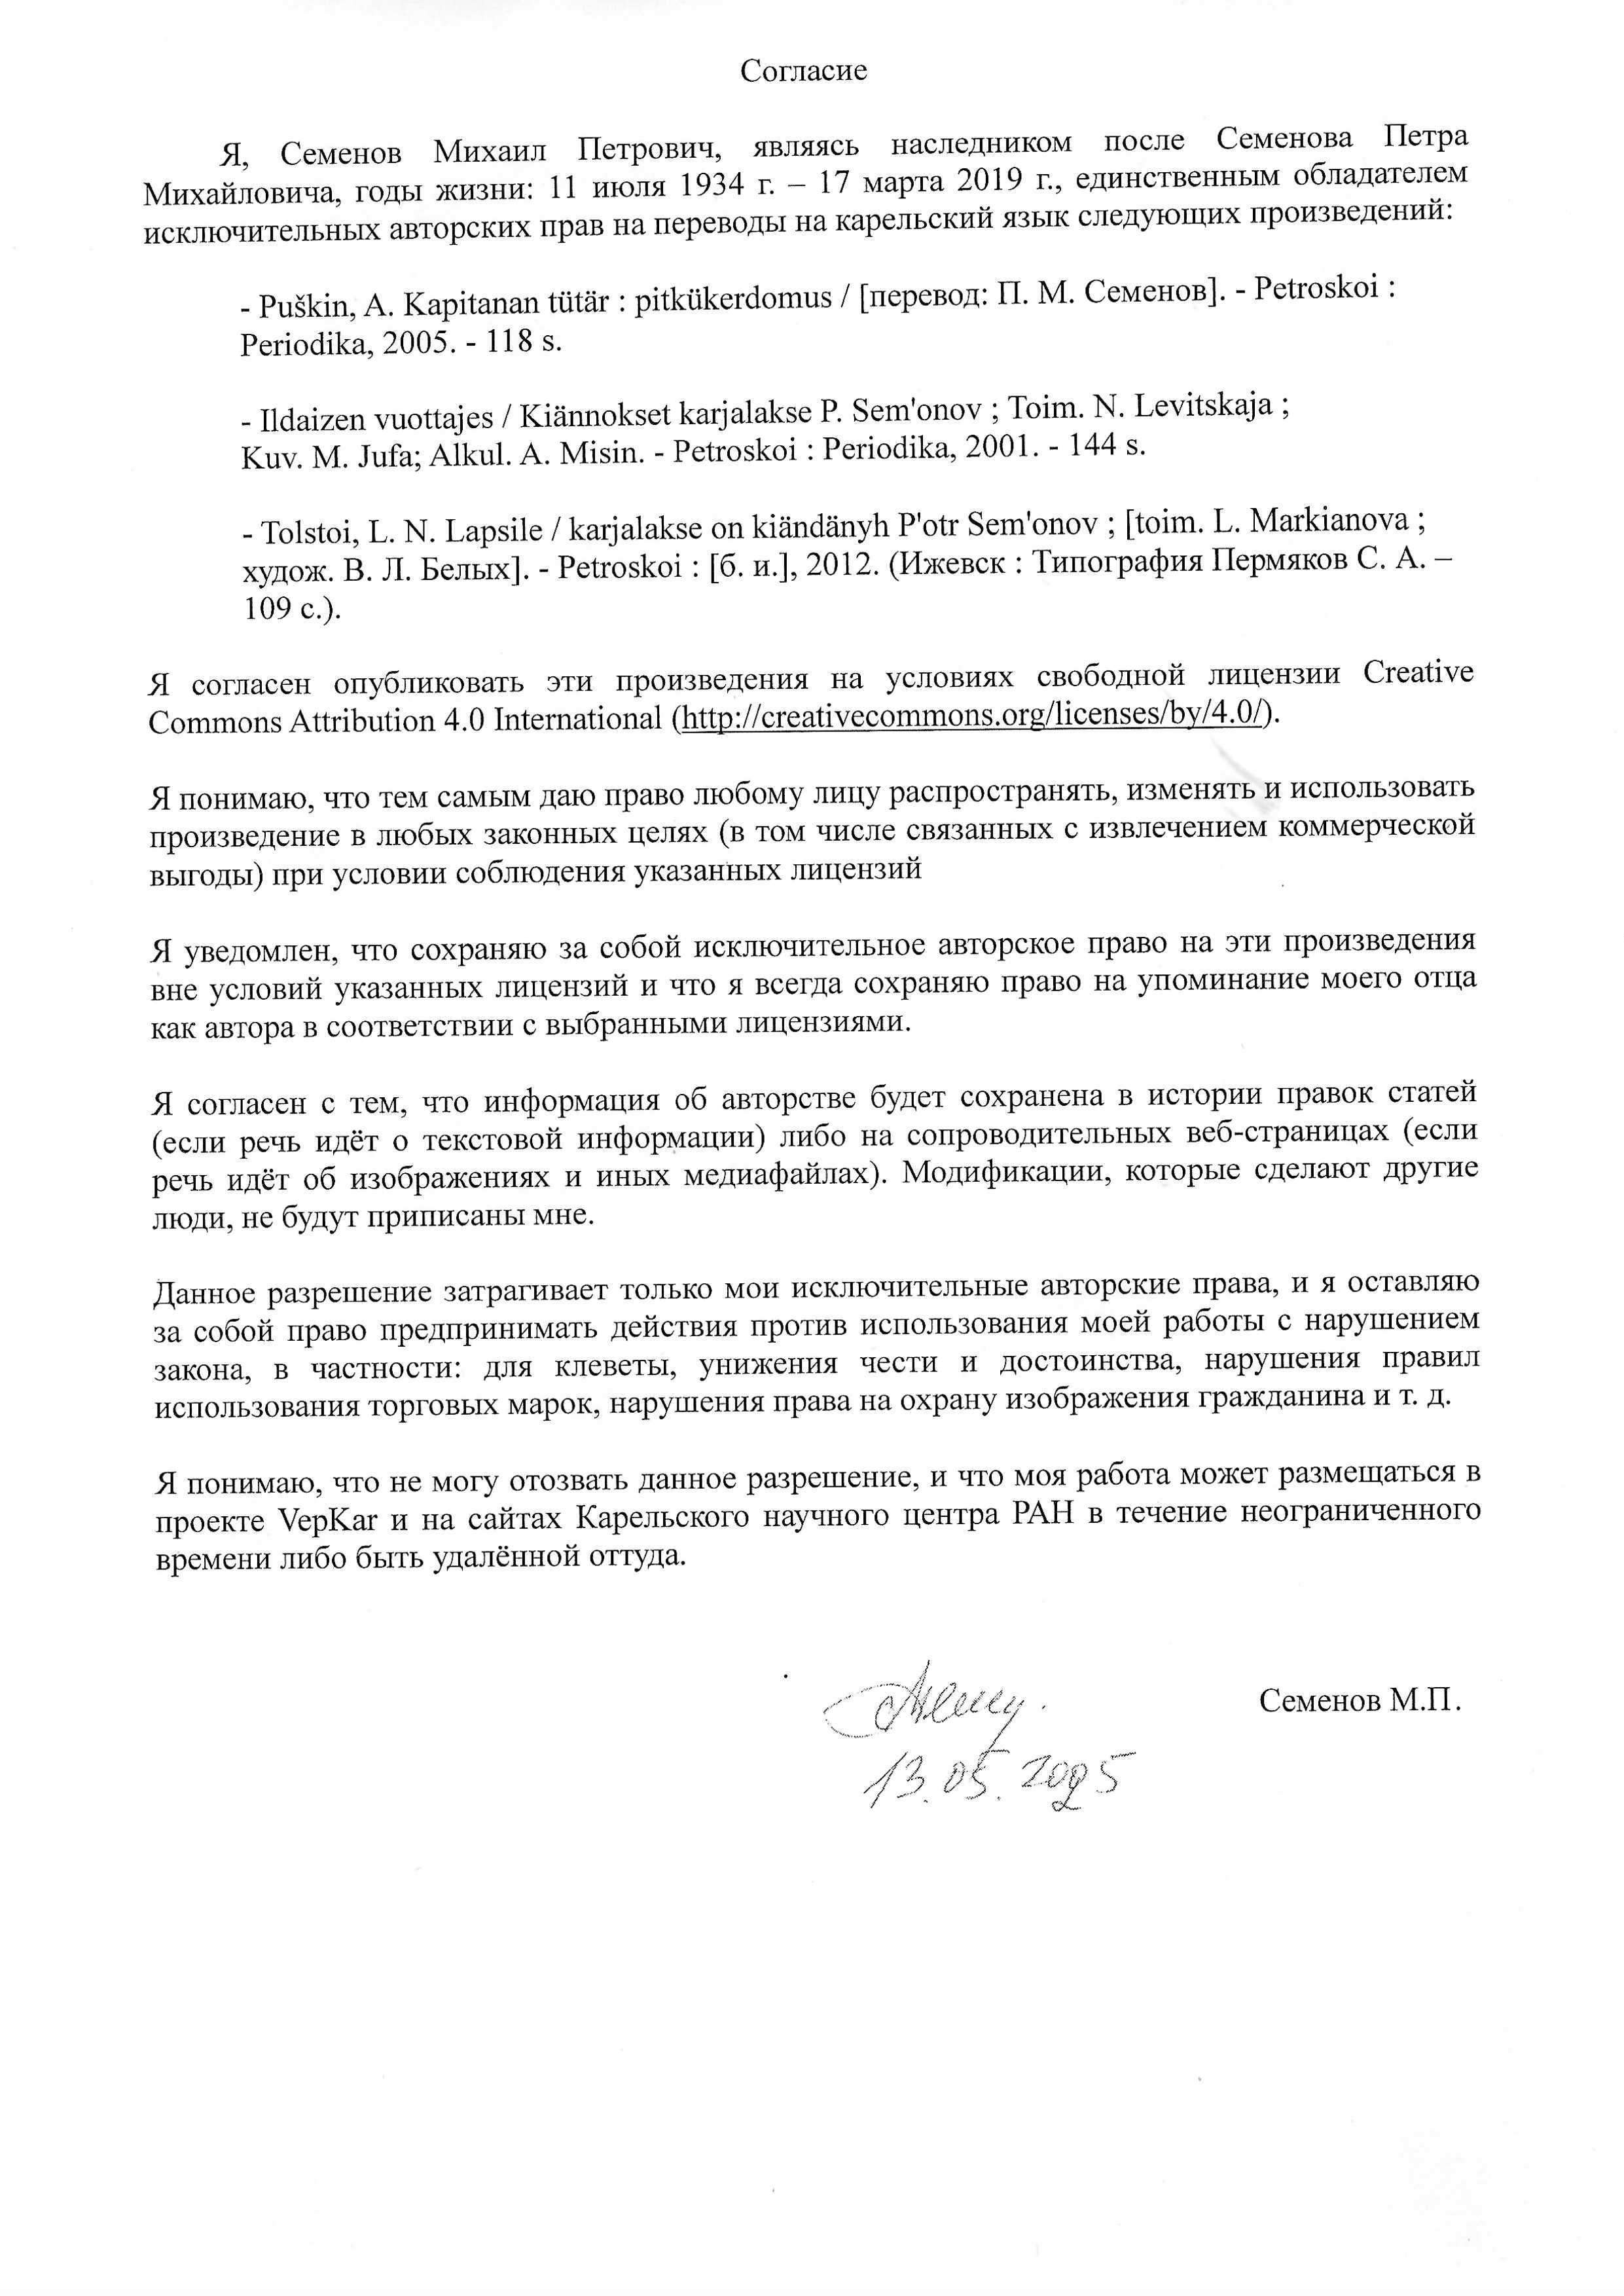 Согласие
Я, Семенов Михаил Петрович, являясь наследником после Семенова Петра
Михайловича, годы жизни: 11 июля 1934 г. – 17 марта 2019 г., единственным обладателем
исключительных авторских прав на переводы на карельский язык следующих произведений:
- Puškin, A. Kapitanan tütär : pitkükerdomus / [перевод: П. М. Семенов]. - Petroskoi :
Periodika, 2005. - 118 s.
- Ildaizen vuottajes / Kiännokset karjalakse P. Sem'onov ; Toim. N. Levitskaja ;
Kuv. M. Jufa; Alkul. A. Misin. - Petroskoi : Periodika, 2001. - 144 s.
- Tolstoi, L. N. Lapsile / karjalakse on kiändänyh P'otr Sem'onov ; [toim. L. Markianova ;
худож. В. Л. Белых]. - Petroskoi : [б. и.], 2012. (Ижевск : Типография Пермяков С. А. –
109 с.).
Я согласен опубликовать эти произведения на условиях свободной лицензии Creative
Commons Attribution 4.0 International (http://creativecommons.org/licenses/by/4.0/).
Я понимаю, что тем самым даю право любому лицу распространять, изменять и использовать
произведение в любых законных целях (в том числе связанных с извлечением коммерческой
выгоды) при условии соблюдения указанных лицензий
Я уведомлен, что сохраняю за собой исключительное авторское право на эти произведения
вне условий указанных лицензий и что я всегда сохраняю право на упоминание моего отца
как автора в соответствии с выбранными лицензиями.
Я согласен с тем, что информация об авторстве будет сохранена в истории правок статей
(если речь идёт о текстовой информации) либо на сопроводительных веб-страницах (если
речь идёт об изображениях и иных медиафайлах). Модификации, которые сделают другие
люди, не будут приписаны мне.
Данное разрешение затрагивает только мои исключительные авторские права, и я оставляю
за собой право предпринимать действия против использования моей работы с нарушением
закона, в частности: для клеветы, унижения чести и достоинства, нарушения правил
использования торговых марок, нарушения права на охрану изображения гражданина и т. д.
Я понимаю, что не могу отозвать данное разрешение, и что моя работа может размещаться в
проекте VepKar и на сайтах Карельского научного центра РАН в течение неограниченного
времени либо быть удалённой оттуда.
Семенов М.П.
13.05.2025